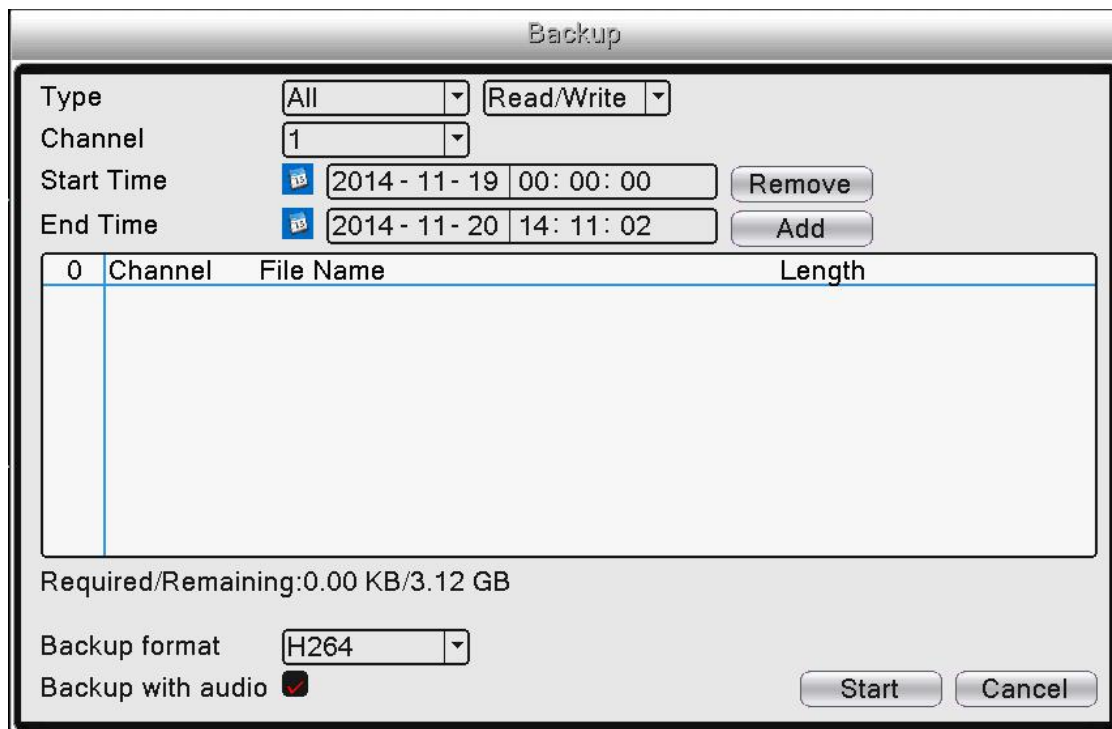 Backup
Type All Read/Write
Channel 1
Start Time 2014 - 11 - 19 00: 00: 00 Remove
End Time 2014 - 11 - 20 14: 11: 02 Add
0 Channel File Name Length
Required/Remaining:0.00 KB/3.12 GB
Backup format H264
Backup with audio Start Cancel